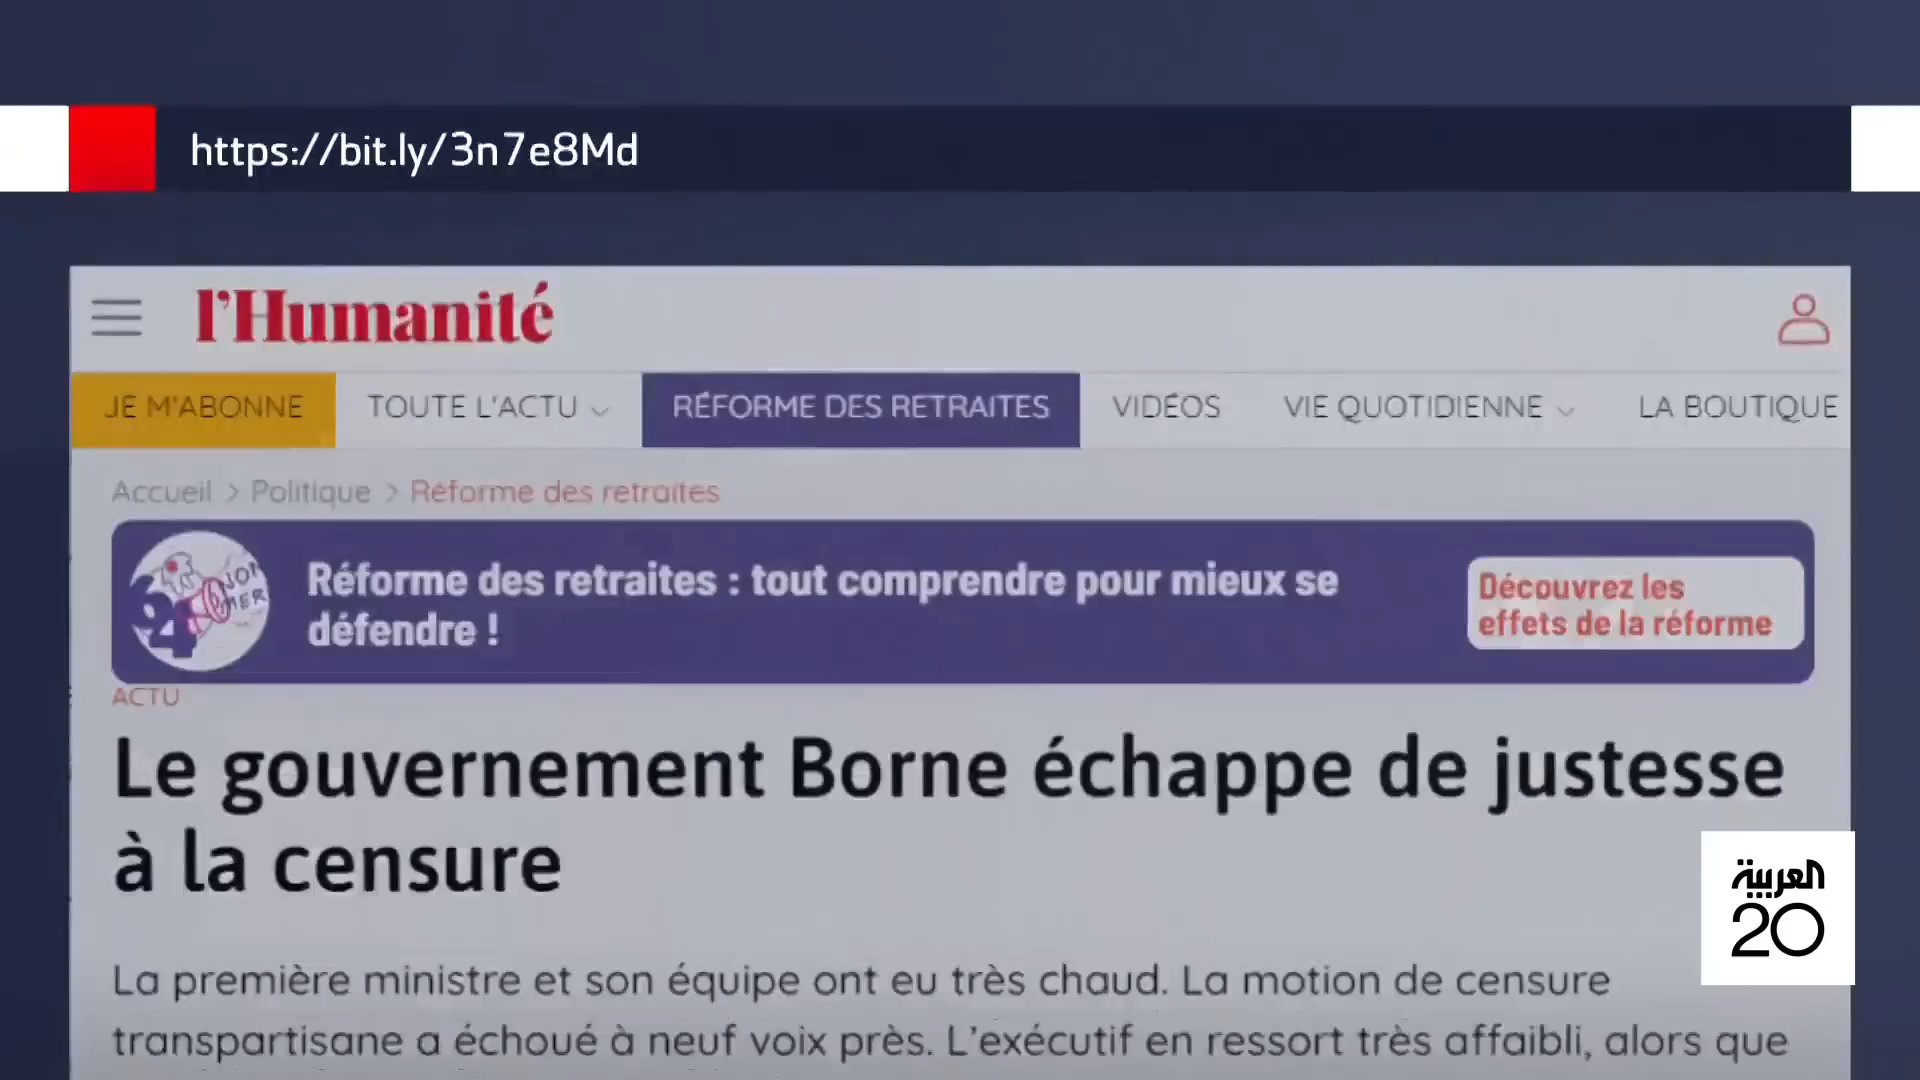 https://bit.ly/3n7e8Md
l'Humanité
JE M'ABONNE TOUTE L'ACTU RÉFORME DES RETRAITES VIDÉOS VIE QUOTIDIENNE LA BOUTIQUE
Accueil > Politique > Réforme des retraites
Réforme des retraites : tout comprendre pour mieux se
défendre !
Découvrez les
effets de la réforme
64
ACTU
Le gouvernement Borne échappe de justesse
à la censure
العربية
20
La première ministre et son équipe ont eu très chaud. La motion de censure
transpartisane a échoué à neuf voix près. L'exécutif en ressort très affaibli, alors que